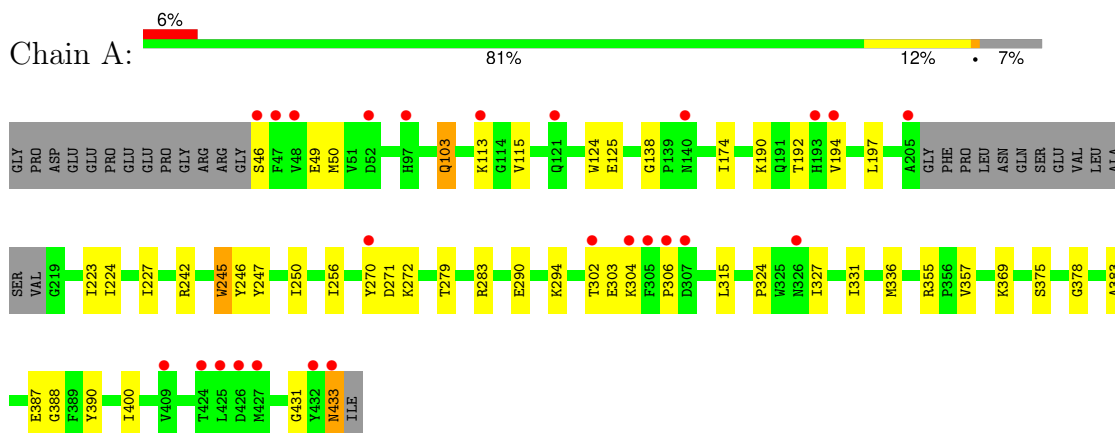 6%
Chain A:
81% 12% • 7%
GLY PRO ASP GLU GLU PRO GLU GLU PRO GLY ARG ARG GLY S46 F47 V48 E49 M50 V51 D52 H97 Q103 K113 G114 V115 Q121 W124 E125 G138 P139 N140 I174 K190 Q191 T192 H193 V194 L197 A205 GLY PHE PRO LEU ASN GLN SER GLU VAL LEU ALA
SER VAL G219 I223 I224 I227 R242 W245 Y246 Y247 I250 I256 Y270 D271 K272 T279 R283 E290 K294 T302 E303 K304 F305 P306 D307 L315 P324 W325 N326 I327 I331 M336 R355 P356 V357 K369 S375 G378 A383
E387 G388 F389 Y390 I400 V409 T424 L425 D426 M427 G431 Y432 N433 ILE